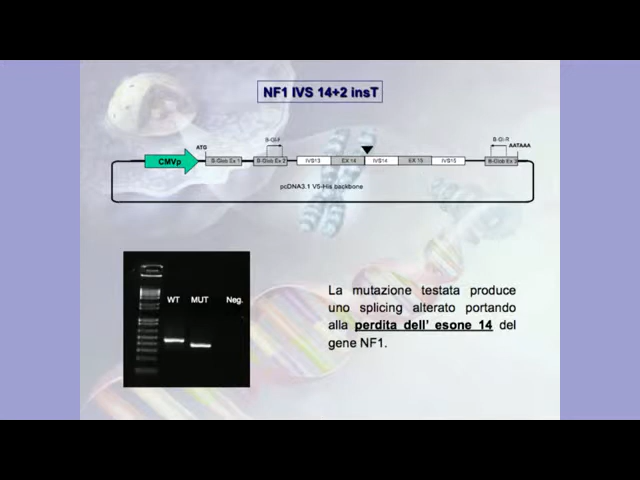 NF1 IVS 14+2 insT
ATG
B-Gl-F
B-Gl-R
AATAAA
CMVp
B-Glob Ex 1
B-Glob Ex 2
IVS13
EX 14
IVS14
EX 15
IVS15
B-Glob Ex 3
pcDNA3.1 V5-His backbone
WT
MUT
Neg.
La mutazione testata produce
uno splicing alterato portando
alla perdita dell' esone 14 del
gene NF1.